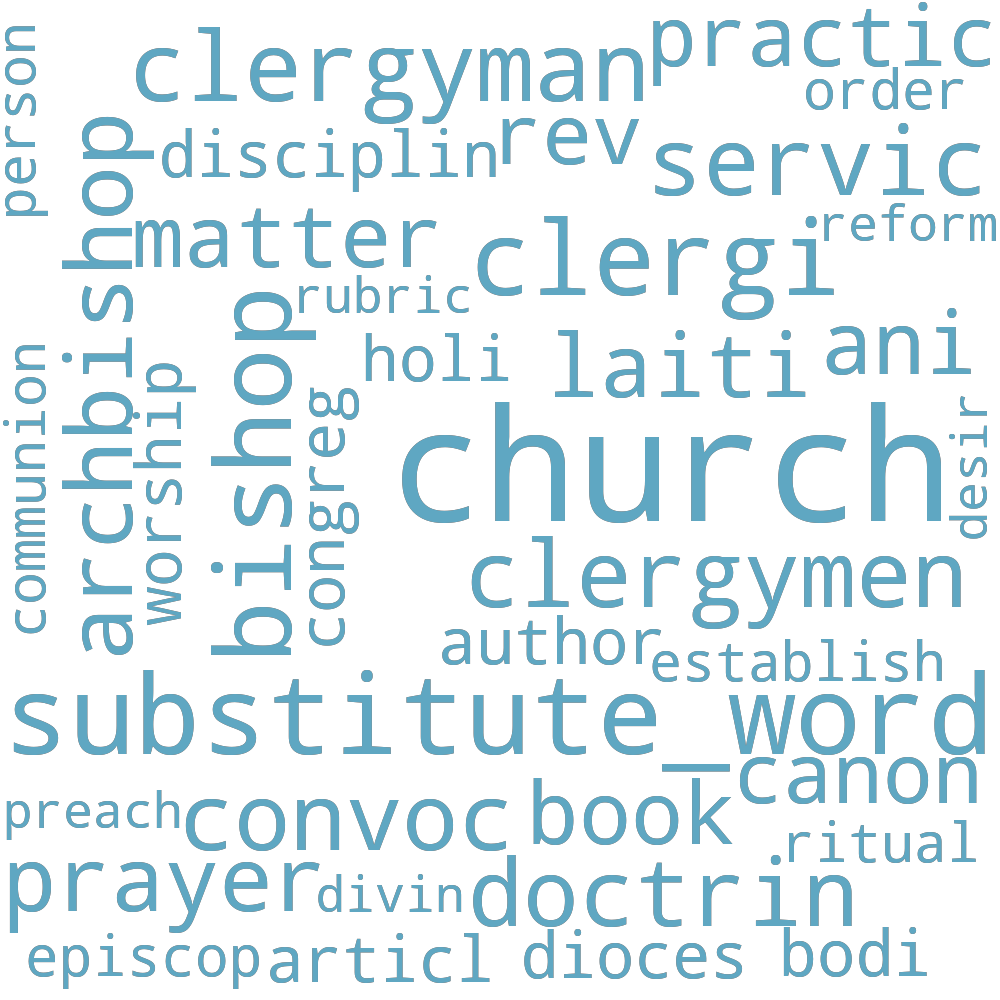 person
clergyman
practic
order
disciplin
rev
servic
archbishop
matter
clergi
reform
rubric
bishop
holi
laiti
ani
communion
worship
congreg
church
desir
clergymen
author
establish
substitute_word
canon
preach
convoc
book
ritual
prayer
divin
doctrin
episcop
articl
dioces
bodi